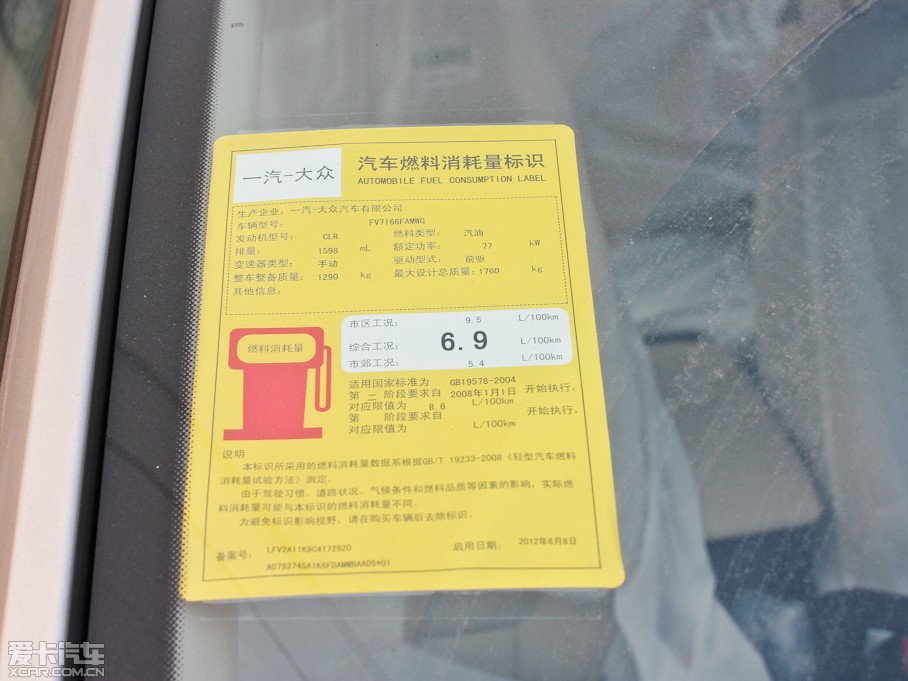 一汽-大众
汽车燃料消耗量标识
AUTOMOBILE FUEL CONSUMPTION LABEL
生产企业: 一汽-大众汽车有限公司
车辆型号: FV7166FAMWG
发动机型号: CLR 燃料类型: 汽油
排量: 1598 mL 额定功率: 77 kW
变速器类型: 手动 驱动型式: 前驱
整车整备质量: 1290 kg 最大设计总质量: 1760 kg
其他信息:
燃料消耗量
市区工况: 9.5 L/100km
综合工况: 6.9 L/100km
市郊工况: 5.4 L/100km
适用国家标准为 GB19578-2004
第 二 阶段要求自 2008年1月1日 开始执行,
对应限值为 8.6 L/100km
第 阶段要求自 开始执行,
对应限值为 L/100km
说明
本标识所采用的燃料消耗量数据系根据GB/T 19233-2008《轻型汽车燃料
消耗量试验方法》测定。
由于驾驶习惯、道路状况、气候条件和燃料品质等因素的影响, 实际燃
料消耗量可能与本标识的燃料消耗量不同。
为避免标识影响视野, 请在购买车辆后去除标识。
备案号: LFV2A11K9C4172920 启用日期: 2012年6月8日
爱卡汽车
XCAR.COM.CN